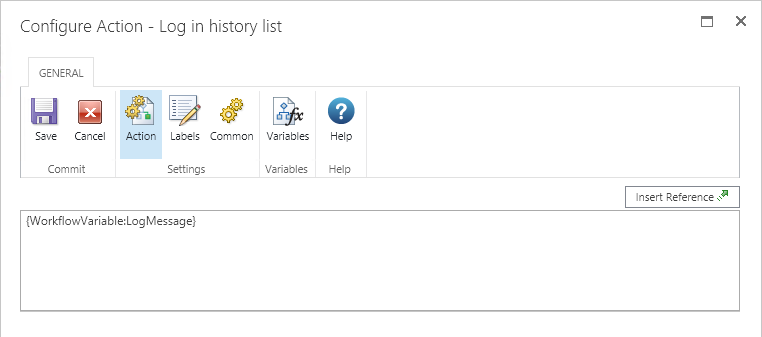 Configure Action - Log in history list
GENERAL
Save Cancel Action Labels Common Variables Help
Commit Settings Variables Help
Insert Reference
{WorkflowVariable:LogMessage}